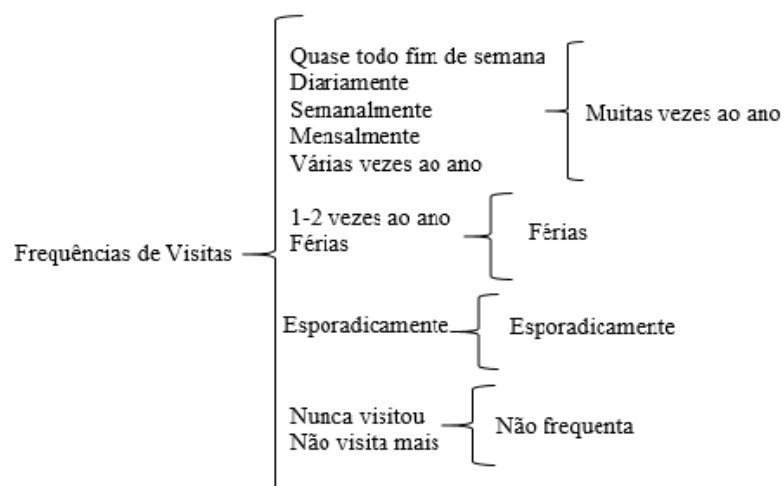 Quase todo fim de semana
Diariamente
Semanalmente
Mensalmente
Várias vezes ao ano
Muitas vezes ao ano
1-2 vezes ao ano
Férias
Férias
Frequências de Visitas
Esporadicamente
Esporadicamente
Nunca visitou
Não visita mais
Não frequenta